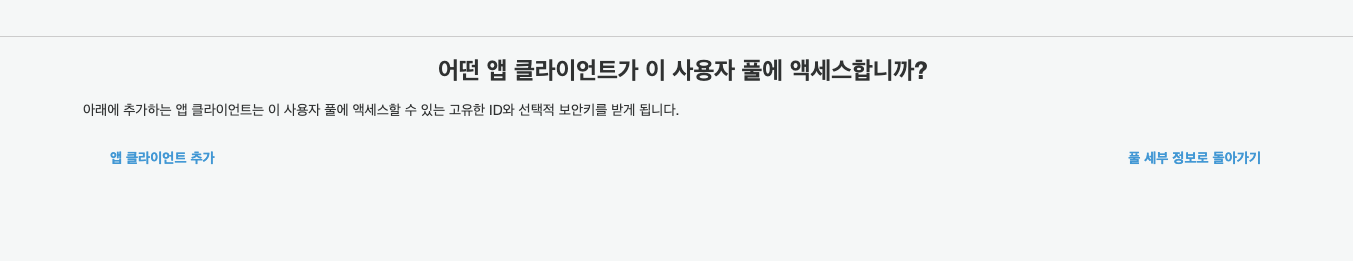 어떤 앱 클라이언트가 이 사용자 풀에 액세스합니까?
아래에 추가하는 앱 클라이언트는 이 사용자 풀에 액세스할 수 있는 고유한 ID와 선택적 보안키를 받게 됩니다.
앱 클라이언트 추가
풀 세부 정보로 돌아가기